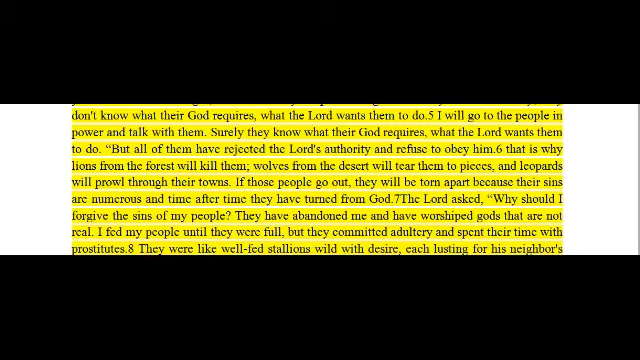 don't know what their God requires, what the Lord wants them to do.5 I will go to the people in
power and talk with them. Surely they know what their God requires, what the Lord wants them
to do. “But all of them have rejected the Lord's authority and refuse to obey him.6 that is why
lions from the forest will kill them; wolves from the desert will tear them to pieces, and leopards
will prowl through their towns. If those people go out, they will be torn apart because their sins
are numerous and time after time they have turned from God.7The Lord asked, “Why should I
forgive the sins of my people? They have abandoned me and have worshiped gods that are not
real. I fed my people until they were full, but they committed adultery and spent their time with
prostitutes.8 They were like well-fed stallions wild with desire, each lusting for his neighbor's